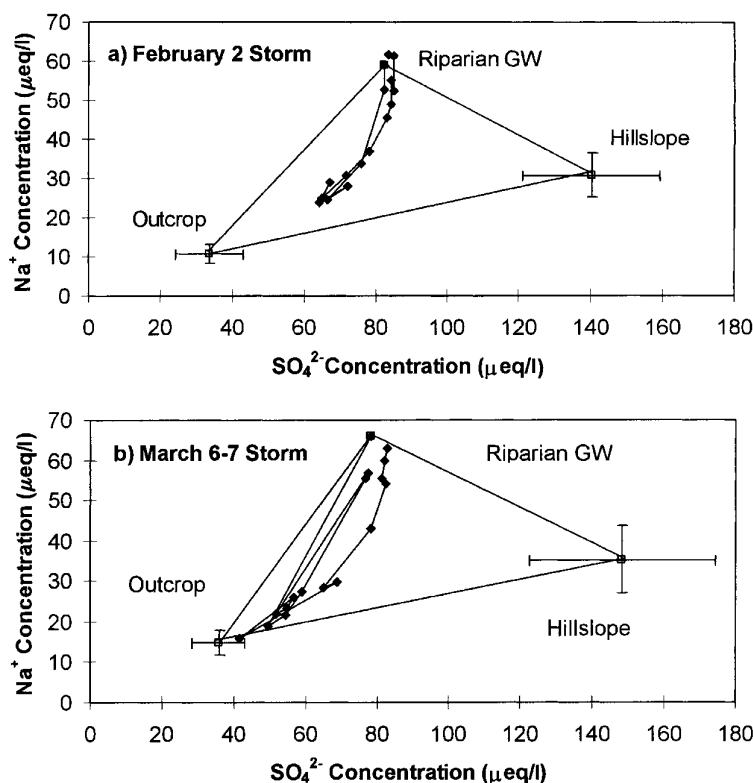 a) February 2 Storm
Riparian GW
Hillslope
Outcrop
Na⁺ Concentration (μeq/l)
70
60
50
40
30
20
10
0
0 20 40 60 80 100 120 140 160 180
SO₄²⁻ Concentration (μeq/l)
b) March 6-7 Storm
Riparian GW
Outcrop
Hillslope
Na⁺ Concentration (μeq/l)
70
60
50
40
30
20
10
0
0 20 40 60 80 100 120 140 160 180
SO₄²⁻ Concentration (μeq/l)